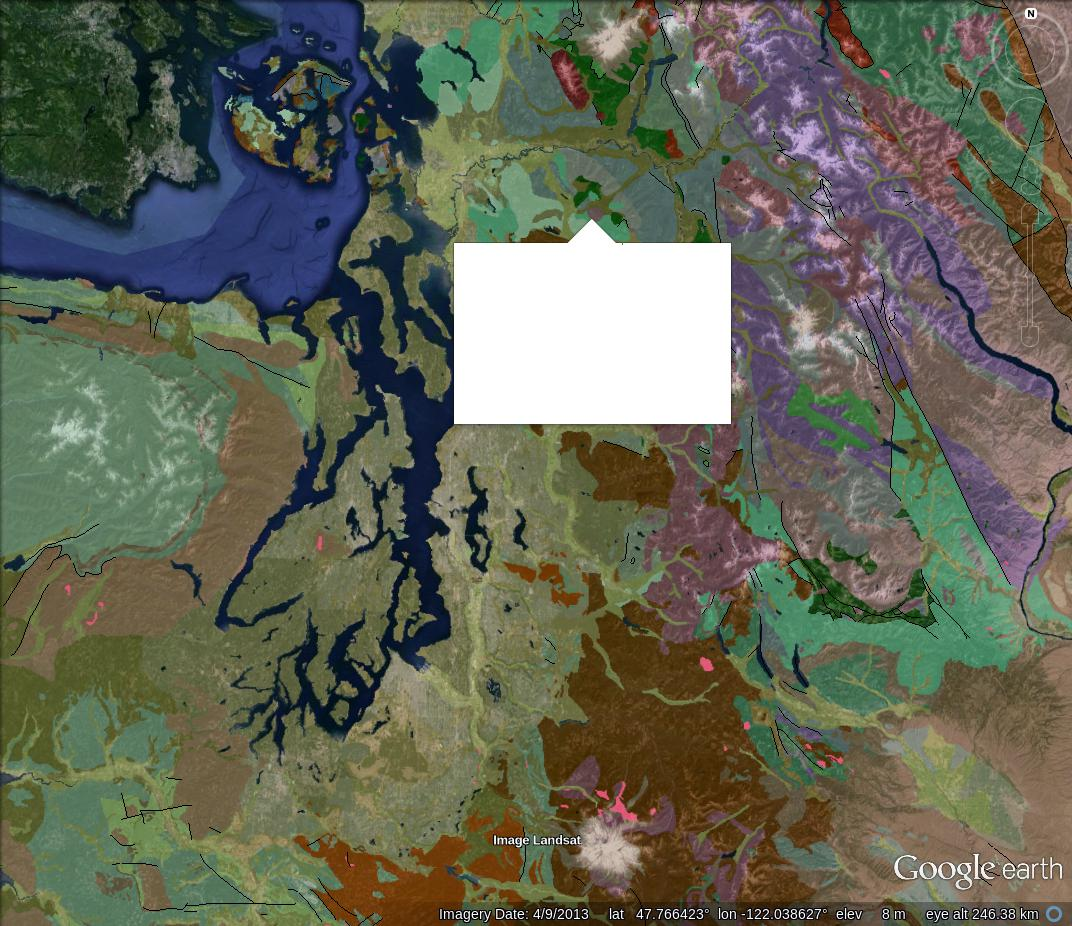 N
Image Landsat
Google earth
Imagery Date: 4/9/2013 lat 47.766423° lon -122.038627° elev 8 m eye alt 246.38 km